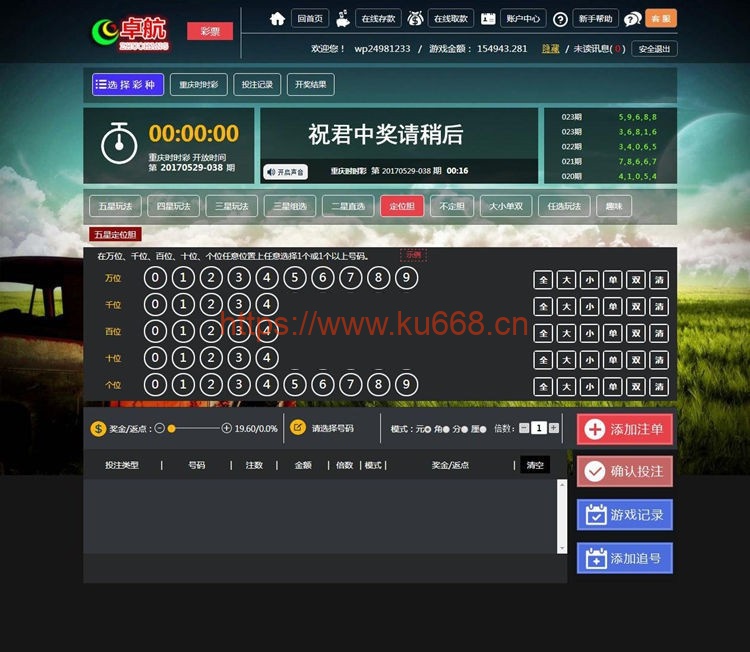 卓航
ZHUOHANG
彩票
回首页 在线存款 在线取款 账户中心 新手帮助 客服
欢迎您！ wp24981233 / 游戏金额： 154943.281 隐藏 / 未读讯息(0) 安全退出
选择彩种 重庆时时彩 投注记录 开奖结果
00:00:00
重庆时时彩 开放时间
第 20170529-038 期
祝君中奖请稍后
开启声音 重庆时时彩 第 20170529-038 期 00:16
023期 5,9,6,8,8
023期 3,6,8,1,6
022期 3,4,0,6,5
021期 7,8,6,6,7
020期 4,1,0,5,4
五星玩法 四星玩法 三星玩法 三星组选 二星直选 定位胆 不定胆 大小单双 任选玩法 趣味
五星定位胆
在万位、千位、百位、十位、个位任意位置上任意选择1个或1个以上号码。 示例
万位 0 1 2 3 4 5 6 7 8 9 全 大 小 单 双 清
千位 0 1 2 3 4 全 大 小 单 双 清
百位 0 1 2 3 4 全 大 小 单 双 清
https://www.ku668.cn
十位 0 1 2 3 4 全 大 小 单 双 清
个位 0 1 2 3 4 5 6 7 8 9 全 大 小 单 双 清
奖金/返点： 19.60/0.0% 请选择号码 模式：元 角 分 厘 倍数： 1
添加注单
投注类型 号码 注数 金额 倍数 模式 奖金/返点 清空
确认投注
游戏记录
添加追号